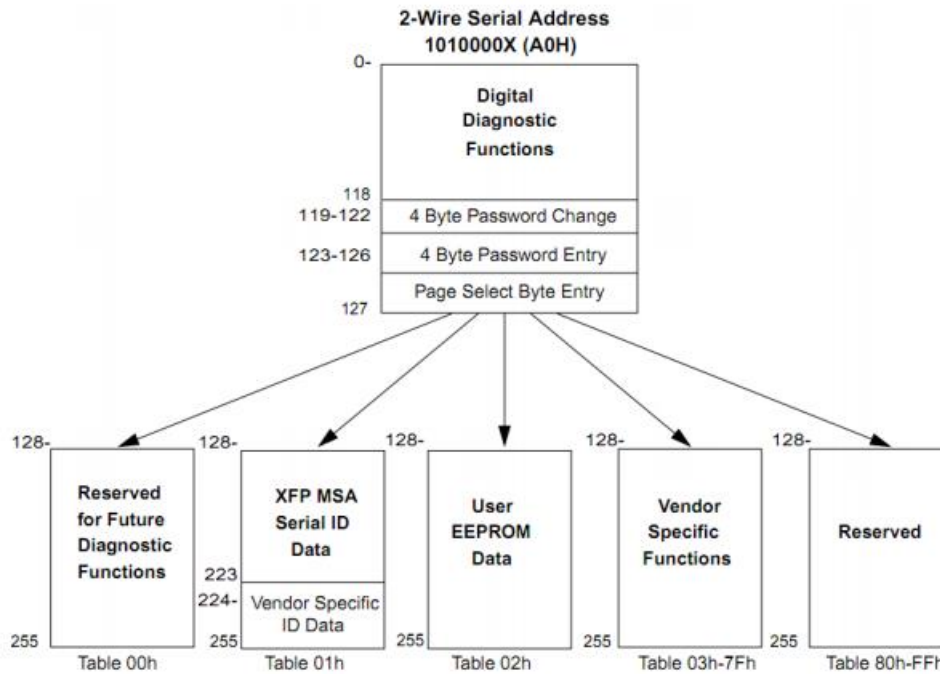 2-Wire Serial Address
1010000X (A0H)
0-
Digital
Diagnostic
Functions
118
119-122
4 Byte Password Change
123-126
4 Byte Password Entry
Page Select Byte Entry
127
128-
128-
128-
128-
128-
Reserved
for Future
Diagnostic
Functions
255
Table 00h
XFP MSA
Serial ID
Data
223
224-
Vendor Specific
ID Data
255
Table 01h
User
EEPROM
Data
255
Table 02h
Vendor
Specific
Functions
255
Table 03h-7Fh
Reserved
255
Table 80h-FFh